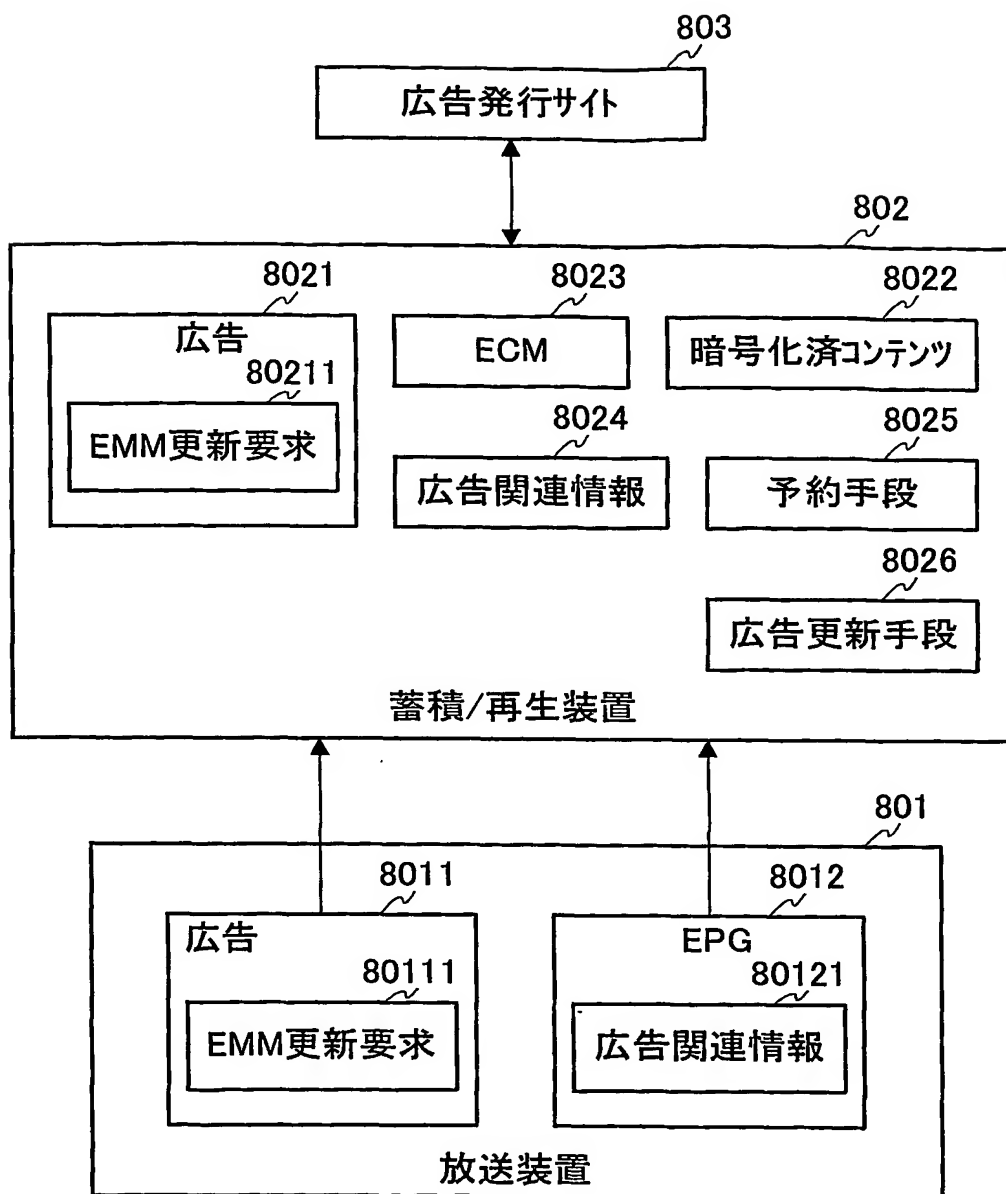 803
広告発行サイト
802
8021
広告
80211
EMM更新要求
8023
ECM
8022
暗号化済コンテンツ
8024
広告関連情報
8025
予約手段
8026
広告更新手段
蓄積/再生装置
801
8011
広告
80111
EMM更新要求
8012
EPG
80121
広告関連情報
放送装置